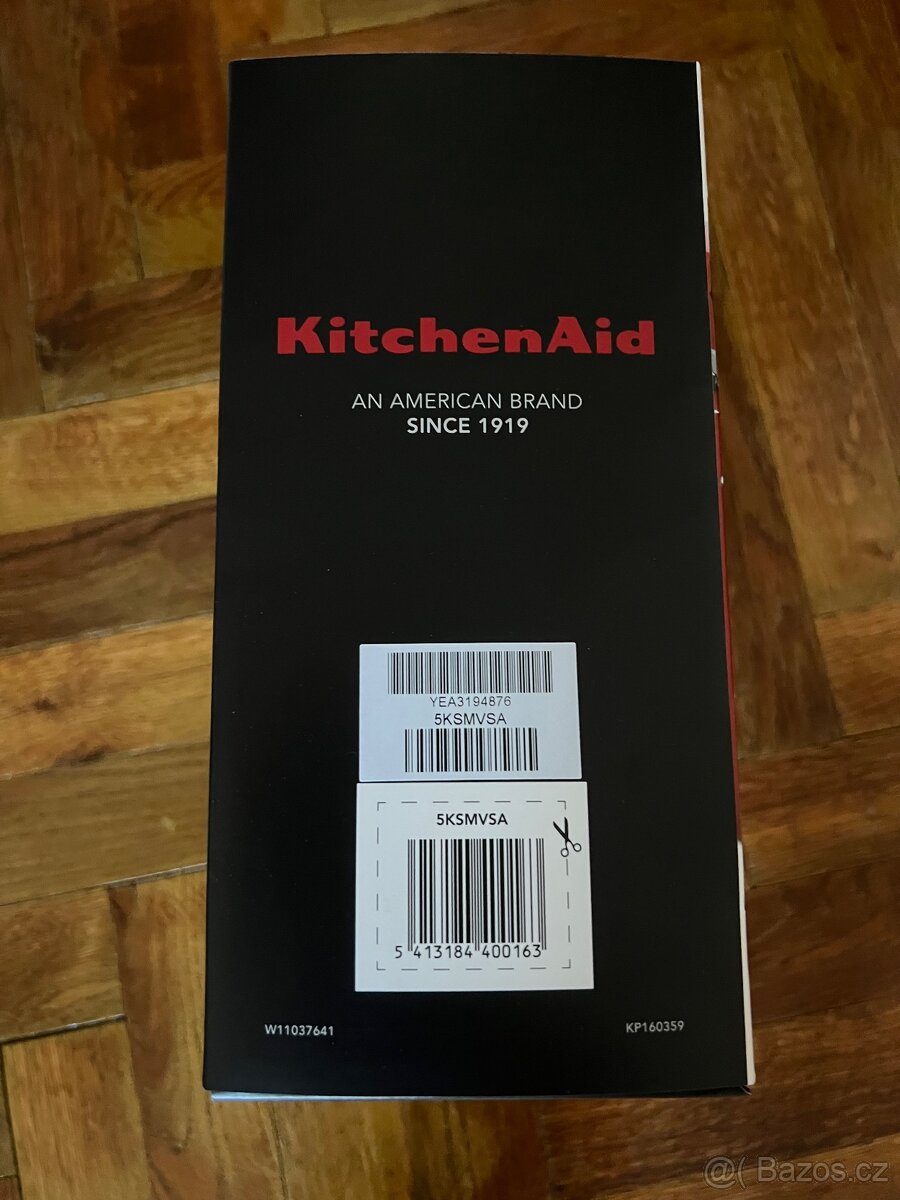 KitchenAid
AN AMERICAN BRAND
SINCE 1919
YEA3194876
5KSMVSA
5KSMVSA
5 413184 400163
W11037641 KP160359
@( Bazos.cz